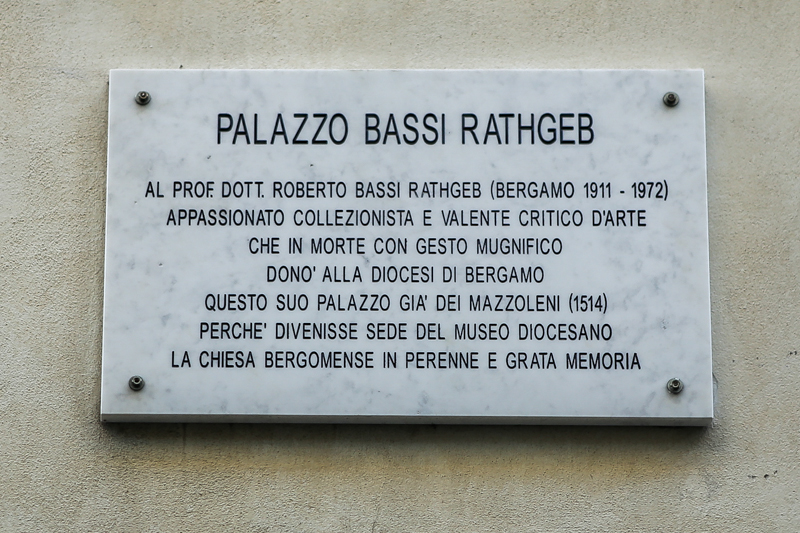 PALAZZO BASSI RATHGEB
AL PROF. DOTT. ROBERTO BASSI RATHGEB (BERGAMO 1911 - 1972)
APPASSIONATO COLLEZIONISTA E VALENTE CRITICO D'ARTE
CHE IN MORTE CON GESTO MUGNIFICO
DONO' ALLA DIOCESI DI BERGAMO
QUESTO SUO PALAZZO GIA' DEI MAZZOLENI (1514)
PERCHE' DIVENISSE SEDE DEL MUSEO DIOCESANO
LA CHIESA BERGOMENSE IN PERENNE E GRATA MEMORIA